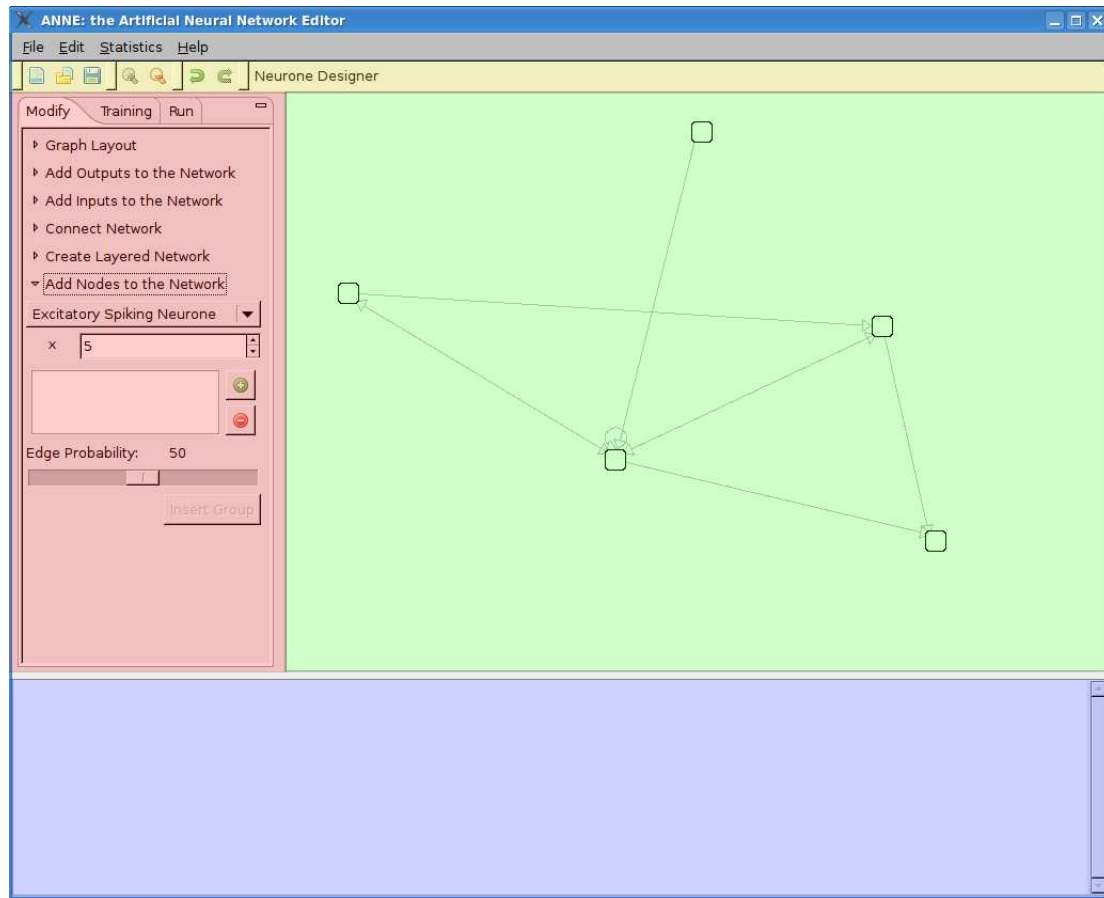 ANNE: the Artificial Neural Network Editor
File Edit Statistics Help
Neurone Designer
Modify Training Run
Graph Layout
Add Outputs to the Network
Add Inputs to the Network
Connect Network
Create Layered Network
Add Nodes to the Network
Excitatory Spiking Neurone
x 5
Edge Probability: 50
Insert Group